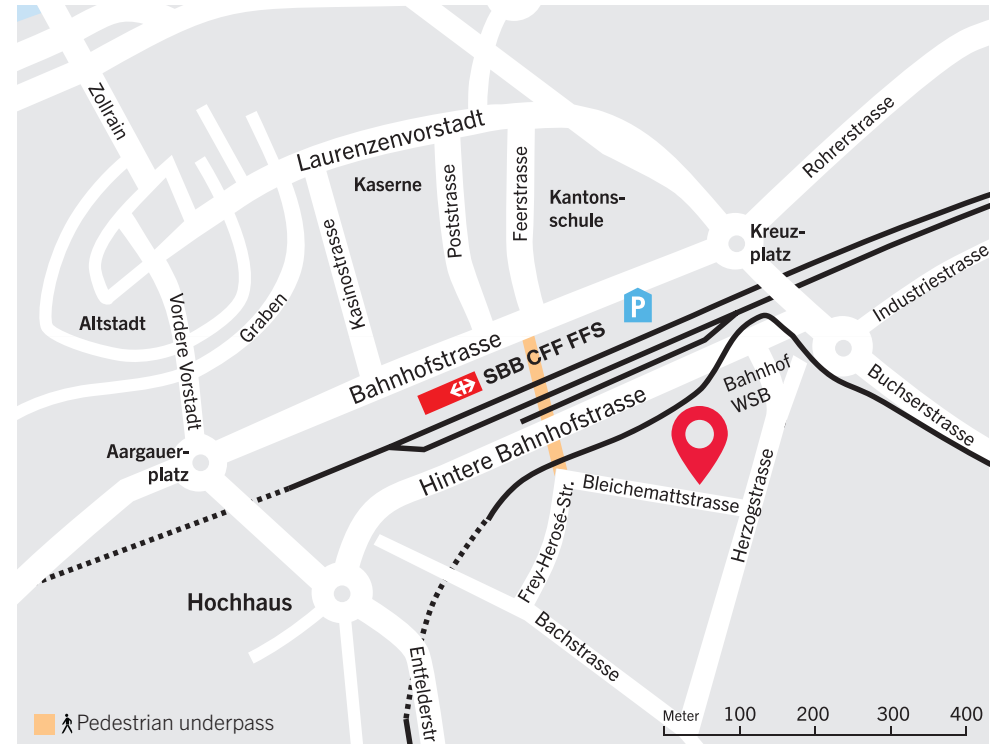 Zollrain
Laurenzenvorstadt
Rohrerstrasse
Kaserne
Poststrasse
Feerstrasse
Kantons-
schule
Kreuz-
platz
Kasinostrasse
Industriestrasse
Altstadt
Vordere Vorstadt
Graben
P
SBB CFF FFS
Bahnhofstrasse
Bahnhof
WSB
Buchserstrasse
Hintere Bahnhofstrasse
Aargauer-
platz
Bleichemattstrasse
Herzogstrasse
Frey-Herosé-Str.
Hochhaus
Bachstrasse
Entfelderstr
Pedestrian underpass
Meter 100 200 300 400